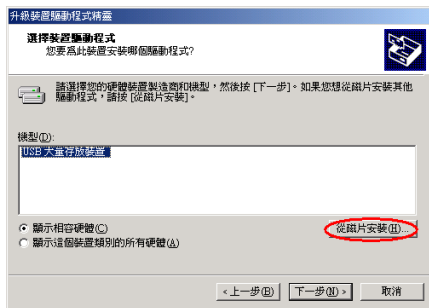 升級裝置驅動程式精靈
選擇裝置驅動程式
您要為此裝置安裝哪個驅動程式?
請選擇您的硬體裝置製造商和機型，然後按 [下一步]。如果您想從磁片安裝其他
驅動程式，請按 [從磁片安裝]。
機型(D):
USB 大量存放裝置
顯示相容硬體(C)
從磁片安裝(H)...
顯示這個裝置類別的所有硬體(A)
<上一步(B)
下一步(N)>
取消